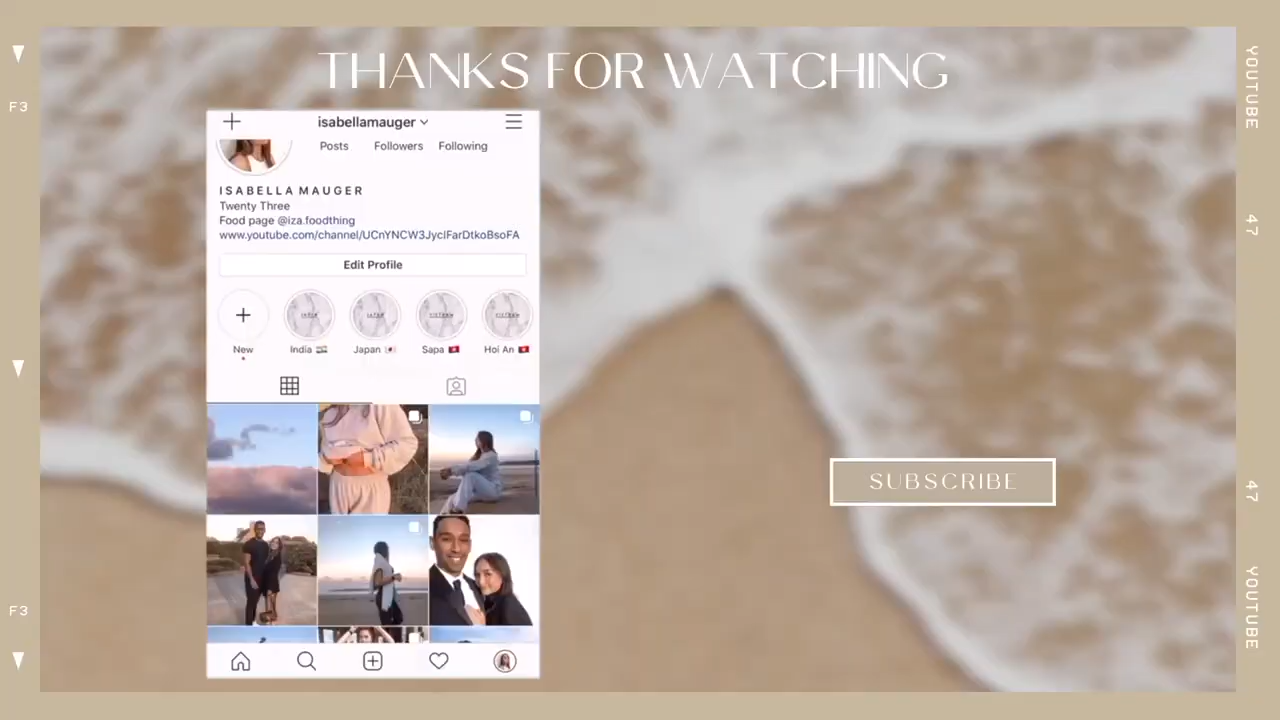 THANKS FOR WATCHING
F3
F3
isabellamauger
Posts Followers Following
ISABELLA MAUGER
Twenty Three
Food page @iza.foodthing
www.youtube.com/channel/UCnYNCW3JyclFarDtkoBsoFA
Edit Profile
New India Japan Sapa Hoi An
SUBSCRIBE
YOUTUBE
47
47
YOUTUBE